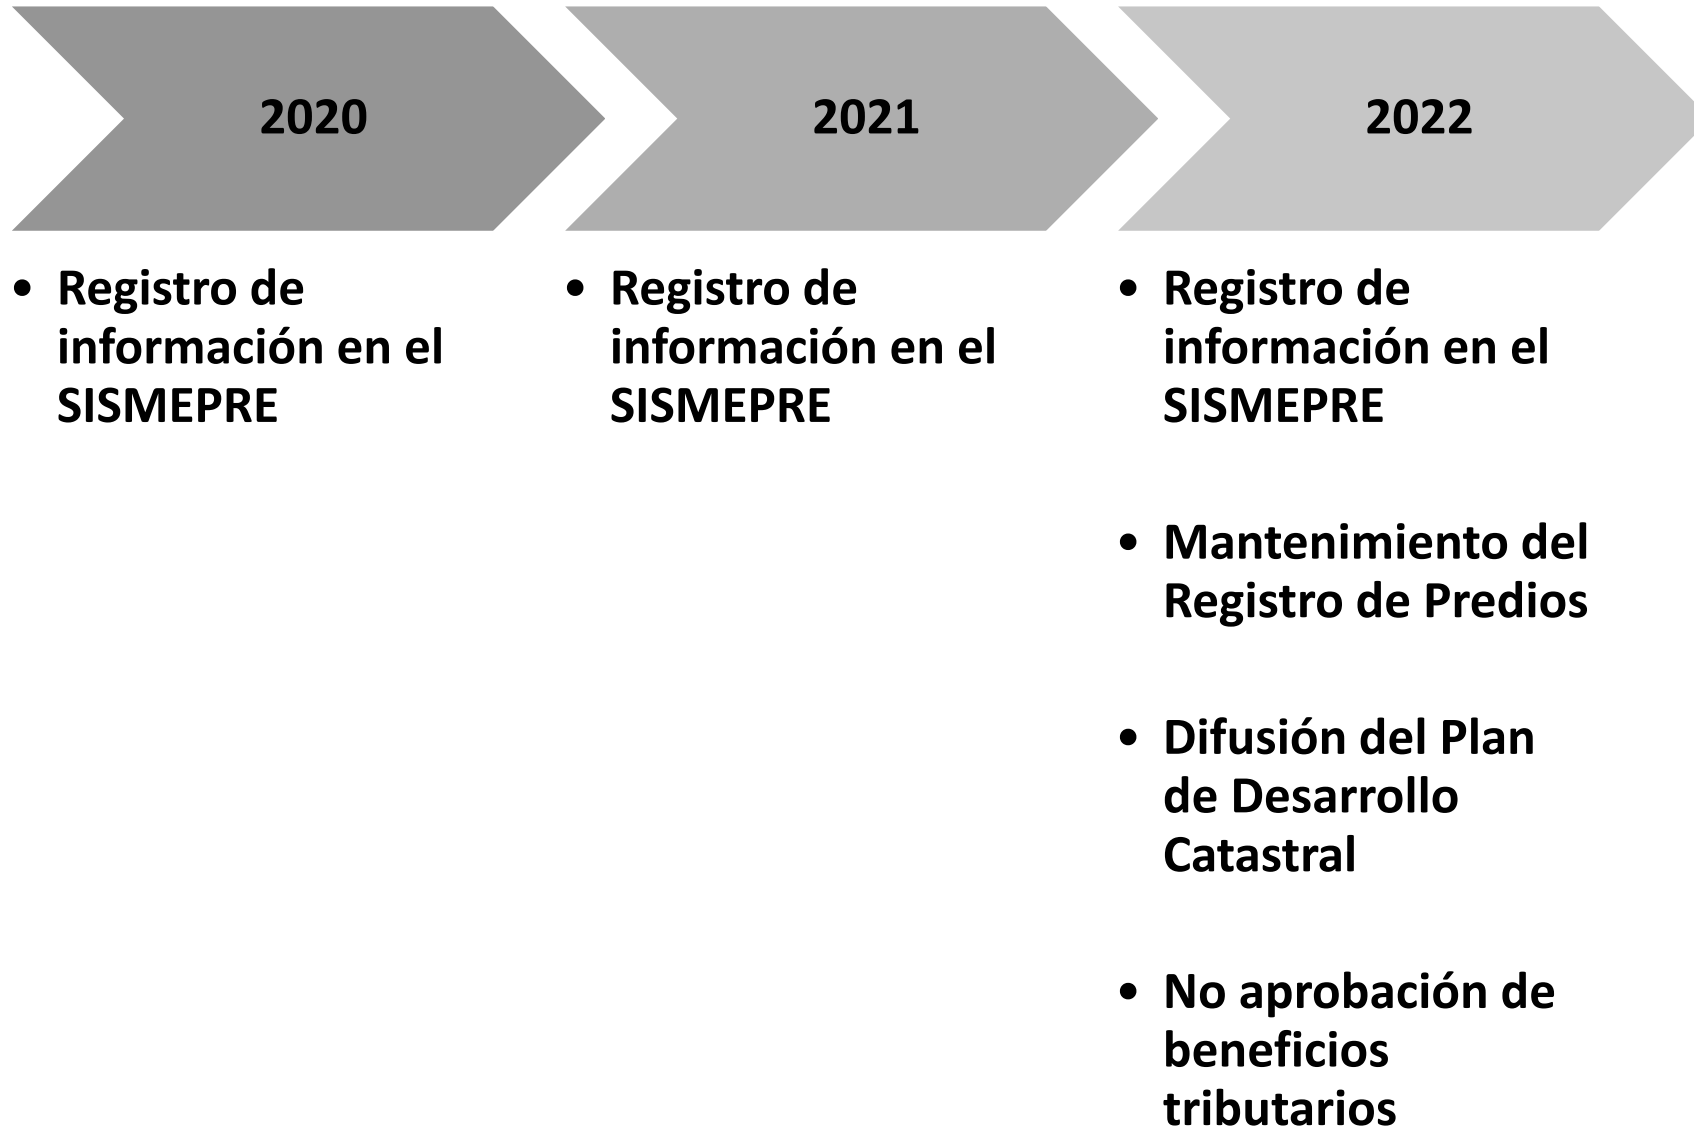 2020
• Registro de
información en el
SISMEPRE
2021
• Registro de
información en el
SISMEPRE
2022
• Registro de
información en el
SISMEPRE
• Mantenimiento del
Registro de Predios
• Difusión del Plan
de Desarrollo
Catastral
• No aprobación de
beneficios
tributarios